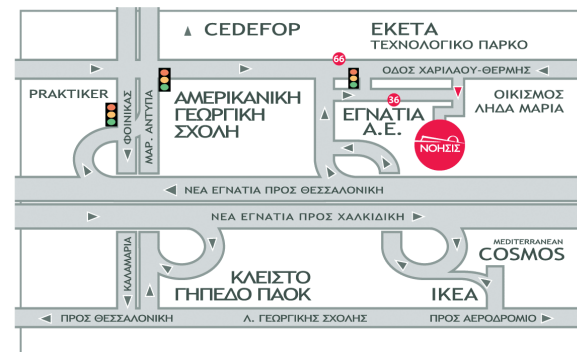 CEDEFOP
ΕΚΕΤΑ
ΤΕΧΝΟΛΟΓΙΚΟ ΠΑΡΚΟ
66
ΟΔΟΣ ΧΑΡΙΛΑΟΥ-ΘΕΡΜΗΣ
PRAKTIKER
ΦΟΙΝΙΚΑΣ
ΜΑΡ. ΑΝΤΥΠΑ
ΑΜΕΡΙΚΑΝΙΚΗ
ΓΕΩΡΓΙΚΗ
ΣΧΟΛΗ
36
ΕΓΝΑΤΙΑ
Α.Ε.
ΟΙΚΙΣΜΟΣ
ΛΗΔΑ ΜΑΡΙΑ
ΝΟΗΣΙΣ
ΝΕΑ ΕΓΝΑΤΙΑ ΠΡΟΣ ΘΕΣΣΑΛΟΝΙΚΗ
ΝΕΑ ΕΓΝΑΤΙΑ ΠΡΟΣ ΧΑΛΚΙΔΙΚΗ
ΚΑΛΑΜΑΡΙΑ
ΚΛΕΙΣΤΟ
ΓΗΠΕΔΟ ΠΑΟΚ
MEDITERRANEAN
COSMOS
IKEA
ΠΡΟΣ ΘΕΣΣΑΛΟΝΙΚΗ
Λ. ΓΕΩΡΓΙΚΗΣ ΣΧΟΛΗΣ
ΠΡΟΣ ΑΕΡΟΔΡΟΜΙΟ